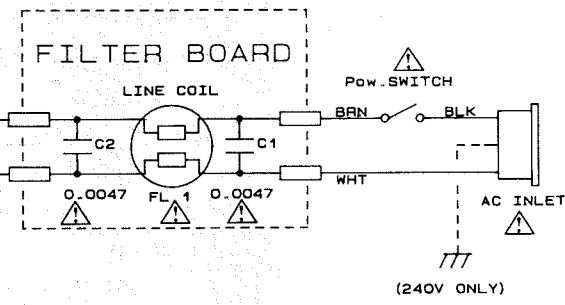 FILTER BOARD
LINE COIL
Pow.SWITCH
BRN
BLK
C2
C1
WHT
0.0047
FL 1
0.0047
AC INLET
(240V ONLY)